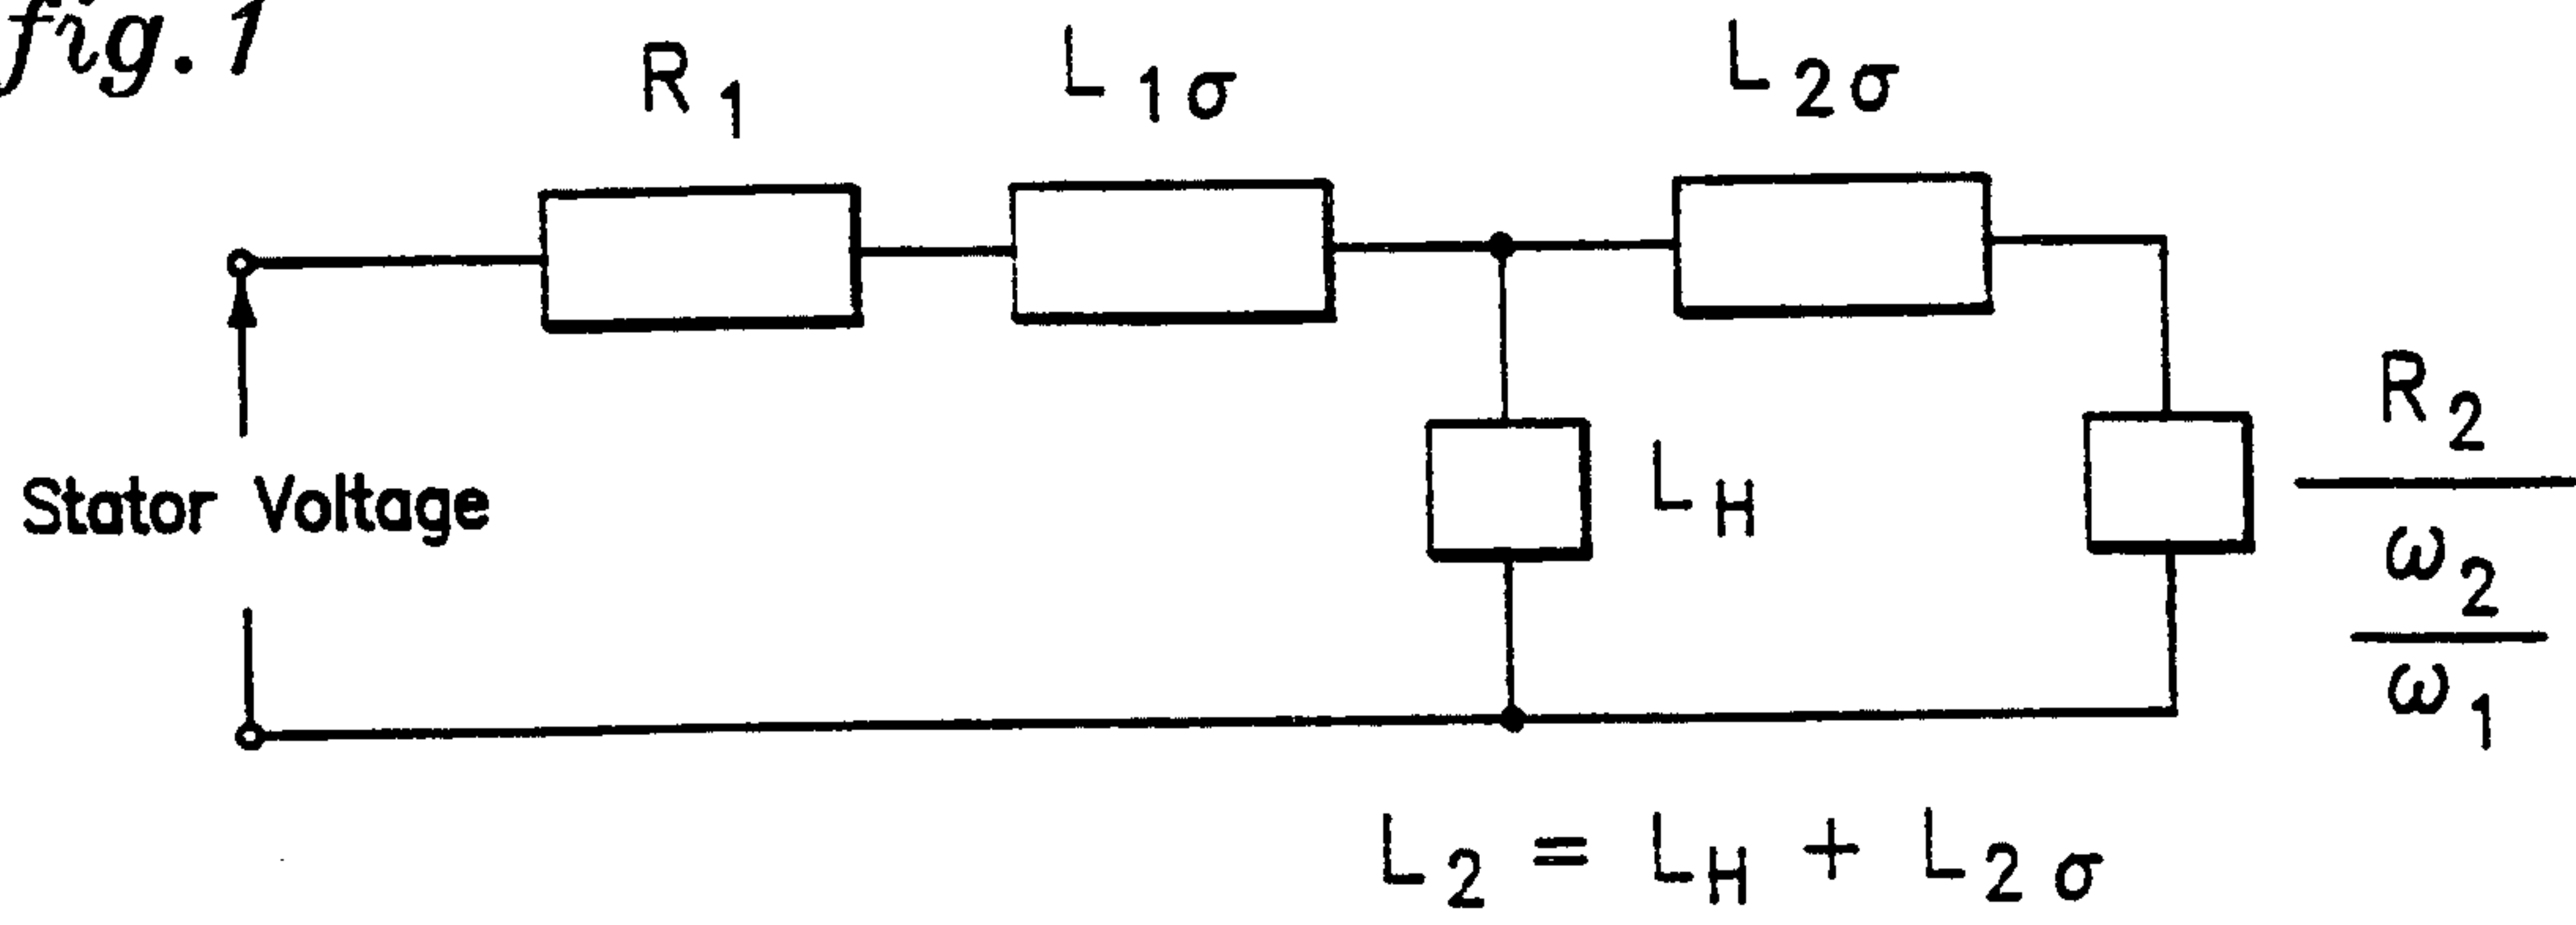 fig. 1
R1
L1σ
L2σ
Stator Voltage
LH
R2
ω2
ω1
L2 = LH + L2σ